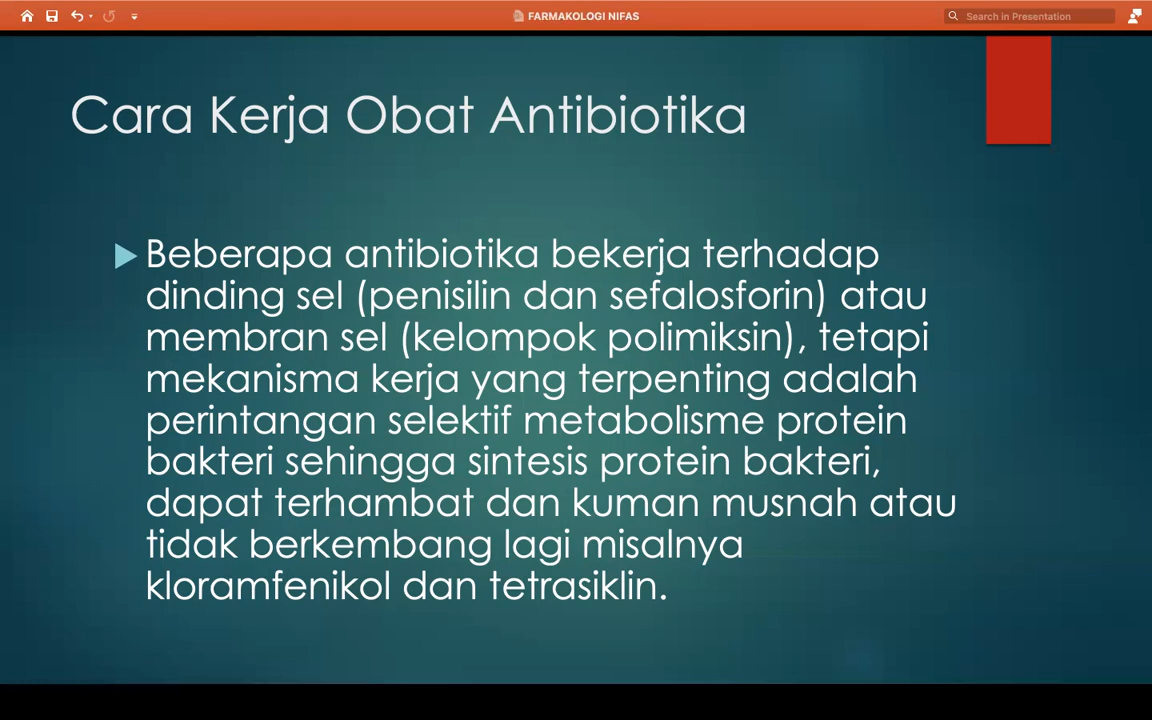 FARMAKOLOGI NIFAS
Search in Presentation
Cara Kerja Obat Antibiotika
Beberapa antibiotika bekerja terhadap
dinding sel (penisilin dan sefalosforin) atau
membran sel (kelompok polimiksin), tetapi
mekanisma kerja yang terpenting adalah
perintangan selektif metabolisme protein
bakteri sehingga sintesis protein bakteri,
dapat terhambat dan kuman musnah atau
tidak berkembang lagi misalnya
kloramfenikol dan tetrasiklin.